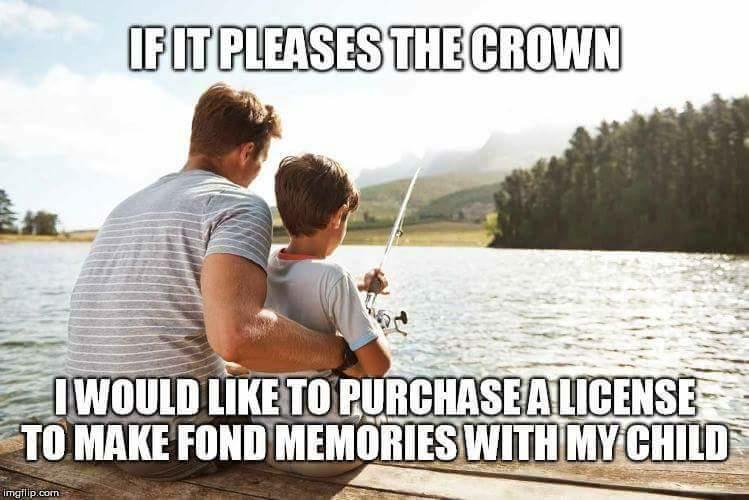 IF IT PLEASES THE CROWN
I WOULD LIKE TO PURCHASE A LICENSE
TO MAKE FOND MEMORIES WITH MY CHILD
imgflip.com